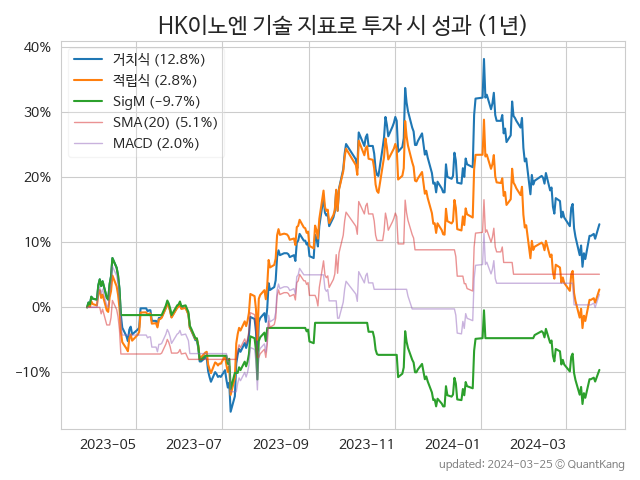 HK이노엔 기술 지표로 투자 시 성과 (1년)
40%
30%
20%
10%
0%
−10%
거치식 (12.8%)
적립식 (2.8%)
SigM (−9.7%)
SMA(20) (5.1%)
MACD (2.0%)
2023−05 2023−07 2023−09 2023−11 2024−01 2024−03
updated: 2024−03−25 © QuantKang